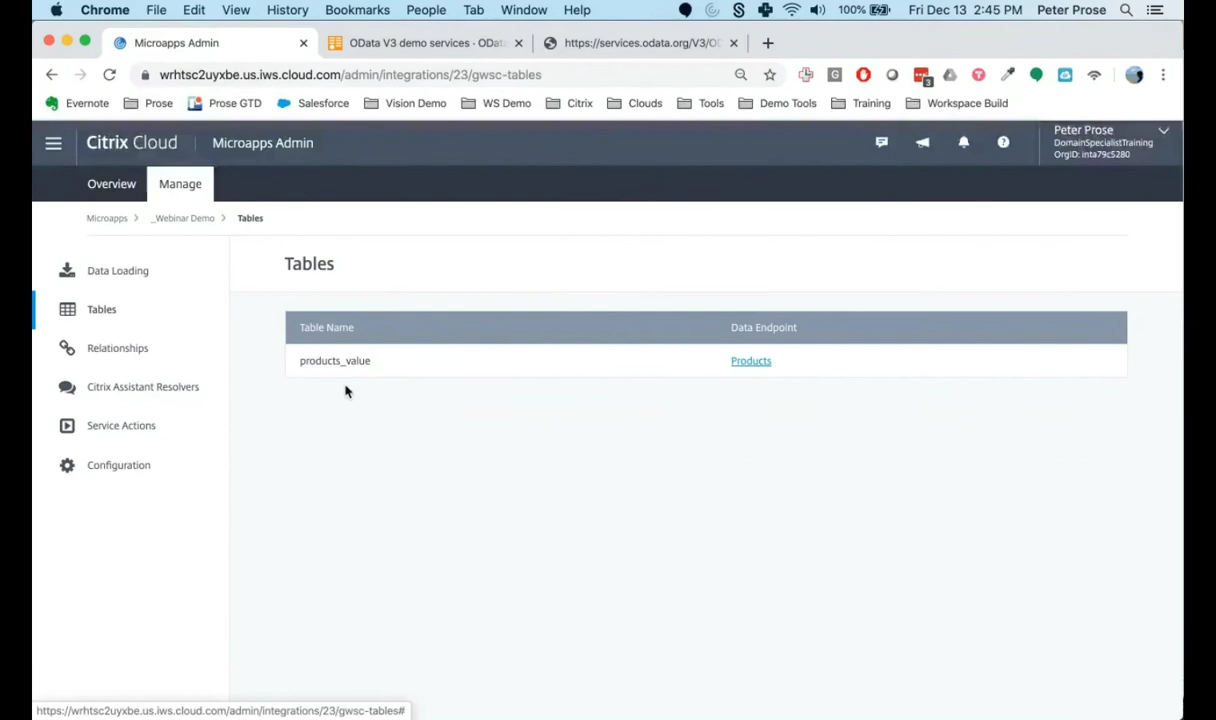 Chrome File Edit View History Bookmarks People Tab Window Help 100% Fri Dec 13 2:45 PM Peter Prose
Microapps Admin OData V3 demo services - OData https://services.odata.org/V3/OD
wrhtsc2uyxbe.us.iws.cloud.com/admin/integrations/23/gwsc-tables 3
Evernote Prose Prose GTD Salesforce Vision Demo WS Demo Citrix Clouds Tools Demo Tools Training Workspace Build
Citrix Cloud Microapps Admin
Peter Prose
DomainSpecialistTraining
OrgID: inta79c5280
Overview Manage
Microapps > _Webinar Demo > Tables
Data Loading
Tables
Relationships
Citrix Assistant Resolvers
Service Actions
Configuration
Tables
Table Name Data Endpoint
products_value Products
https://wrhtsc2uyxbe.us.iws.cloud.com/admin/integrations/23/gwsc-tables#